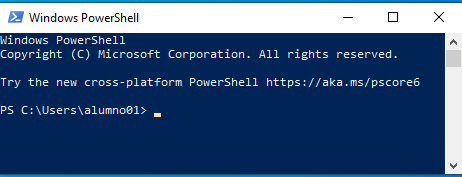 Windows PowerShell
Windows PowerShell
Copyright (C) Microsoft Corporation. All rights reserved.
Try the new cross-platform PowerShell https://aka.ms/pscore6
PS C:\Users\alumno01>